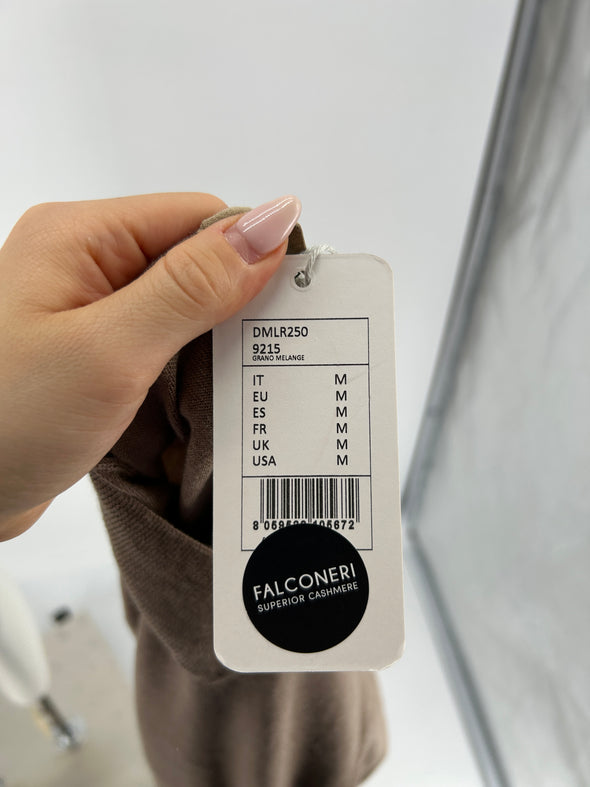 DMLR250
9215
GRANO MELANGE
IT M
EU M
ES M
FR M
UK M
USA M
FALCONERI
SUPERIOR CASHMERE